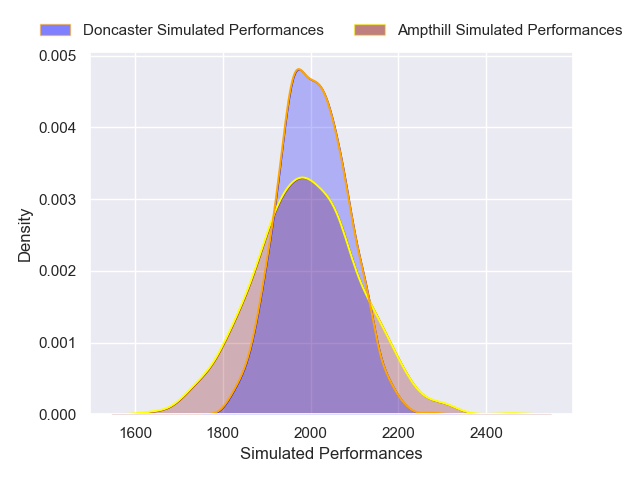 Doncaster Simulated Performances Ampthill Simulated Performances
0.005
0.004
0.003
0.002
0.001
0.000
Density
1600 1800 2000 2200 2400
Simulated Performances